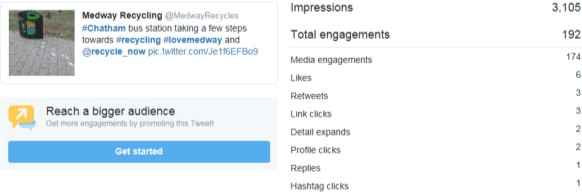 Medway Recycling @MedwayRecycles
#Chatham bus station taking a few steps
towards #recycling #lovemedway and
@recycle_now pic.twitter.com/Je1f6EFBo9
Reach a bigger audience
Get more engagements by promoting this Tweet!
Get started
Impressions 3,105
Total engagements 192
Media engagements 174
Likes 6
Retweets 3
Link clicks 3
Detail expands 2
Profile clicks 2
Replies 1
Hashtag clicks 1